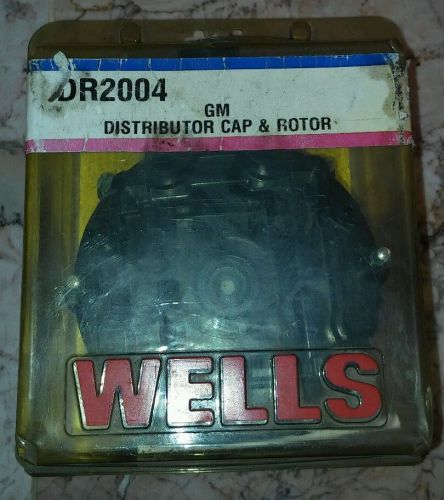 DR2004
GM
DISTRIBUTOR CAP & ROTOR
WELLS